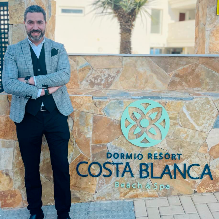 DORMIO RESORT
COSTA BLANCA
Beach & Spa